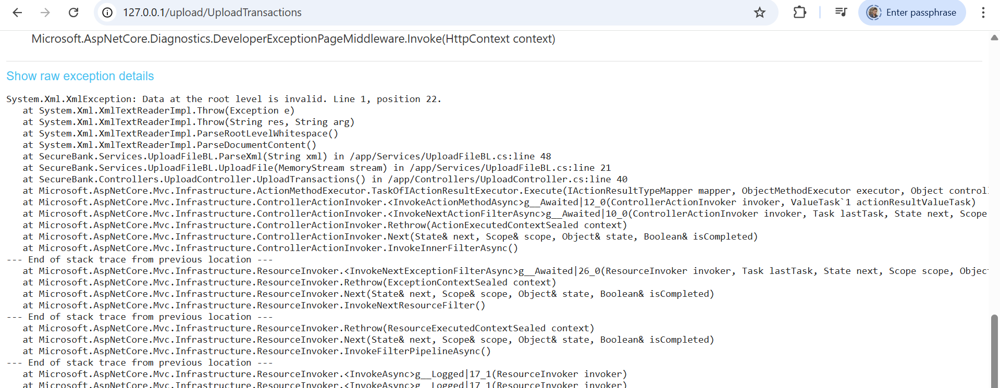 127.0.0.1/upload/UploadTransactions
Enter passphrase
Microsoft.AspNetCore.Diagnostics.DeveloperExceptionPageMiddleware.Invoke(HttpContext context)
Show raw exception details
System.Xml.XmlException: Data at the root level is invalid. Line 1, position 22.
at System.Xml.XmlTextReaderImpl.Throw(Exception e)
at System.Xml.XmlTextReaderImpl.Throw(String res, String arg)
at System.Xml.XmlTextReaderImpl.ParseRootLevelWhitespace()
at System.Xml.XmlTextReaderImpl.ParseDocumentContent()
at SecureBank.Services.UploadFileBL.ParseXml(String xml) in /app/Services/UploadFileBL.cs:line 48
at SecureBank.Services.UploadFileBL.UploadFile(MemoryStream stream) in /app/Services/UploadFileBL.cs:line 21
at SecureBank.Controllers.UploadController.UploadTransactions() in /app/Controllers/UploadController.cs:line 40
at Microsoft.AspNetCore.Mvc.Infrastructure.ActionMethodExecutor.TaskOfIActionResultExecutor.Execute(IActionResultTypeMapper mapper, ObjectMethodExecutor executor, Object control
at Microsoft.AspNetCore.Mvc.Infrastructure.ControllerActionInvoker.<InvokeActionMethodAsync>g__Awaited|12_0(ControllerActionInvoker invoker, ValueTask`1 actionResultValueTask)
at Microsoft.AspNetCore.Mvc.Infrastructure.ControllerActionInvoker.<InvokeNextActionFilterAsync>g__Awaited|10_0(ControllerActionInvoker invoker, Task lastTask, State next, Scope
at Microsoft.AspNetCore.Mvc.Infrastructure.ControllerActionInvoker.Rethrow(ActionExecutedContextSealed context)
at Microsoft.AspNetCore.Mvc.Infrastructure.ControllerActionInvoker.Next(State& next, Scope& scope, Object& state, Boolean& isCompleted)
at Microsoft.AspNetCore.Mvc.Infrastructure.ControllerActionInvoker.InvokeInnerFilterAsync()
--- End of stack trace from previous location ---
at Microsoft.AspNetCore.Mvc.Infrastructure.ResourceInvoker.<InvokeNextExceptionFilterAsync>g__Awaited|26_0(ResourceInvoker invoker, Task lastTask, State next, Scope scope, Objec
at Microsoft.AspNetCore.Mvc.Infrastructure.ResourceInvoker.Rethrow(ExceptionContextSealed context)
at Microsoft.AspNetCore.Mvc.Infrastructure.ResourceInvoker.Next(State& next, Scope& scope, Object& state, Boolean& isCompleted)
at Microsoft.AspNetCore.Mvc.Infrastructure.ResourceInvoker.InvokeNextResourceFilter()
--- End of stack trace from previous location ---
at Microsoft.AspNetCore.Mvc.Infrastructure.ResourceInvoker.Rethrow(ResourceExecutedContextSealed context)
at Microsoft.AspNetCore.Mvc.Infrastructure.ResourceInvoker.Next(State& next, Scope& scope, Object& state, Boolean& isCompleted)
at Microsoft.AspNetCore.Mvc.Infrastructure.ResourceInvoker.InvokeFilterPipelineAsync()
--- End of stack trace from previous location ---
at Microsoft.AspNetCore.Mvc.Infrastructure.ResourceInvoker.<InvokeAsync>g__Logged|17_1(ResourceInvoker invoker)
at Microsoft.AspNetCore.Mvc.Infrastructure.ResourceInvoker.<InvokeAsync>g__Logged|17_1(ResourceInvoker invoker)